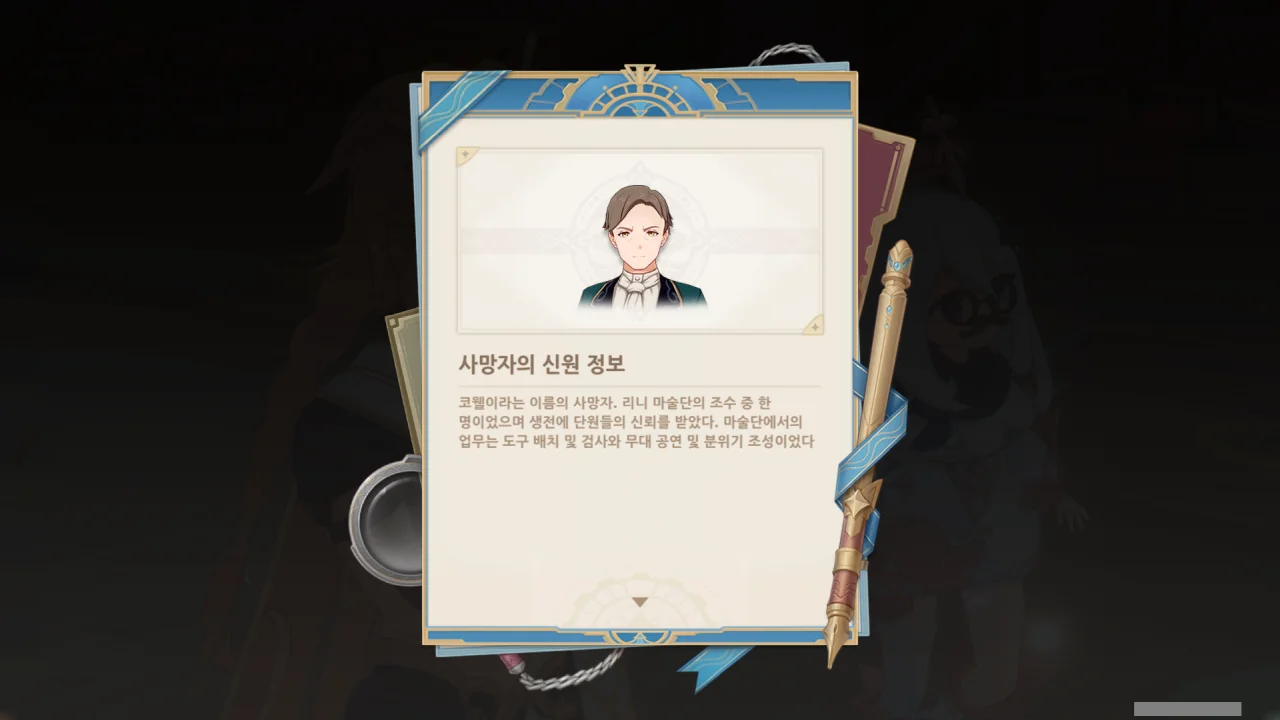 사망자의 신원 정보
코웰이라는 이름의 사망자. 리니 마술단의 조수 중 한
명이었으며 생전에 단원들의 신뢰를 받았다. 마술단에서의
업무는 도구 배치 및 검사와 무대 공연 및 분위기 조성이었다